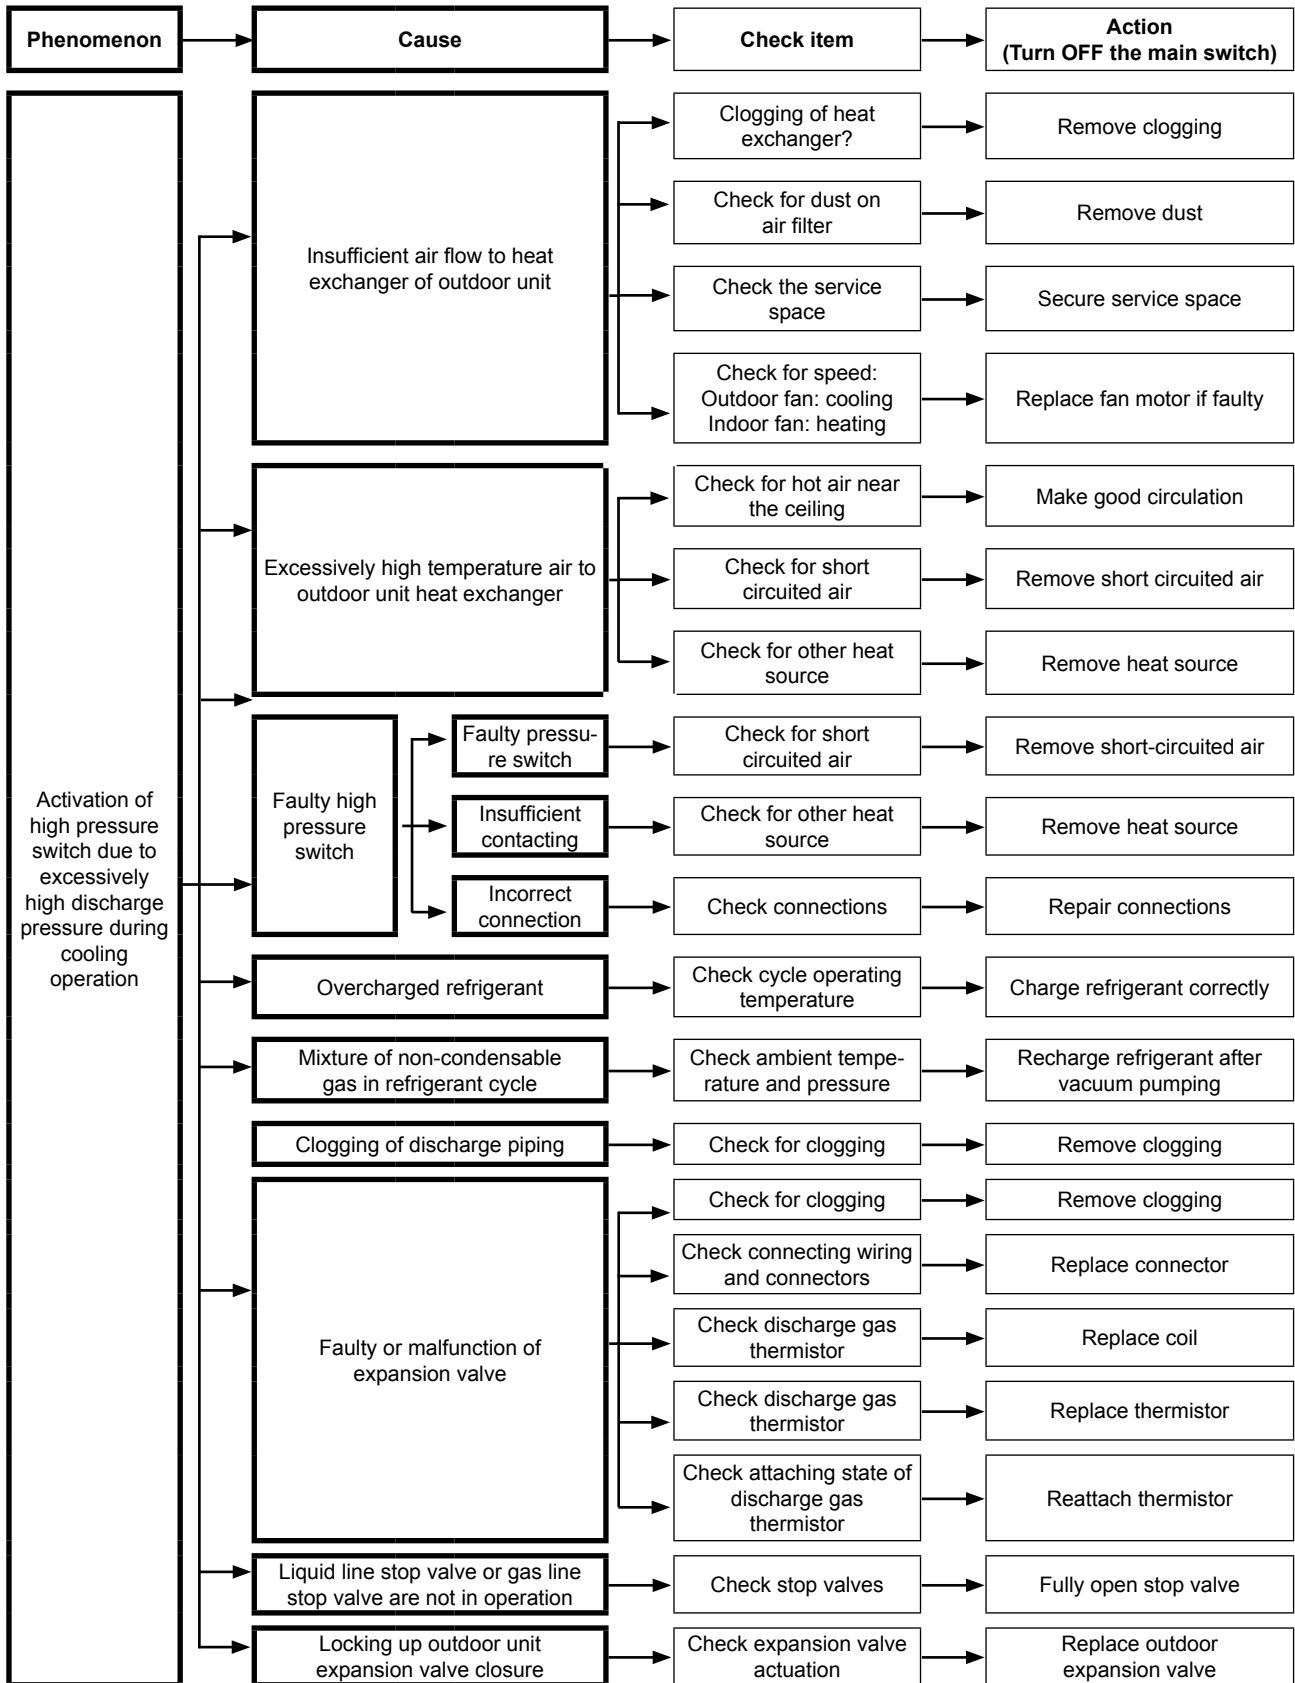 Phenomenon
Cause
Check item
Action
(Turn OFF the main switch)
Activation of
high pressure
switch due to
excessively
high discharge
pressure during
cooling
operation
Insufficient air flow to heat
exchanger of outdoor unit
Clogging of heat
exchanger?
Remove clogging
Check for dust on
air filter
Remove dust
Check the service
space
Secure service space
Check for speed:
Outdoor fan: cooling
Indoor fan: heating
Replace fan motor if faulty
Excessively high temperature air to
outdoor unit heat exchanger
Check for hot air near
the ceiling
Make good circulation
Check for short
circuited air
Remove short circuited air
Check for other heat
source
Remove heat source
Faulty high
pressure
switch
Faulty pressu-
re switch
Check for short
circuited air
Remove short-circuited air
Insufficient
contacting
Check for other heat
source
Remove heat source
Incorrect
connection
Check connections
Repair connections
Overcharged refrigerant
Check cycle operating
temperature
Charge refrigerant correctly
Mixture of non-condensable
gas in refrigerant cycle
Check ambient tempe-
rature and pressure
Recharge refrigerant after
vacuum pumping
Clogging of discharge piping
Check for clogging
Remove clogging
Faulty or malfunction of
expansion valve
Check for clogging
Remove clogging
Check connecting wiring
and connectors
Replace connector
Check discharge gas
thermistor
Replace coil
Check discharge gas
thermistor
Replace thermistor
Check attaching state of
discharge gas
thermistor
Reattach thermistor
Liquid line stop valve or gas line
stop valve are not in operation
Check stop valves
Fully open stop valve
Locking up outdoor unit
expansion valve closure
Check expansion valve
actuation
Replace outdoor
expansion valve